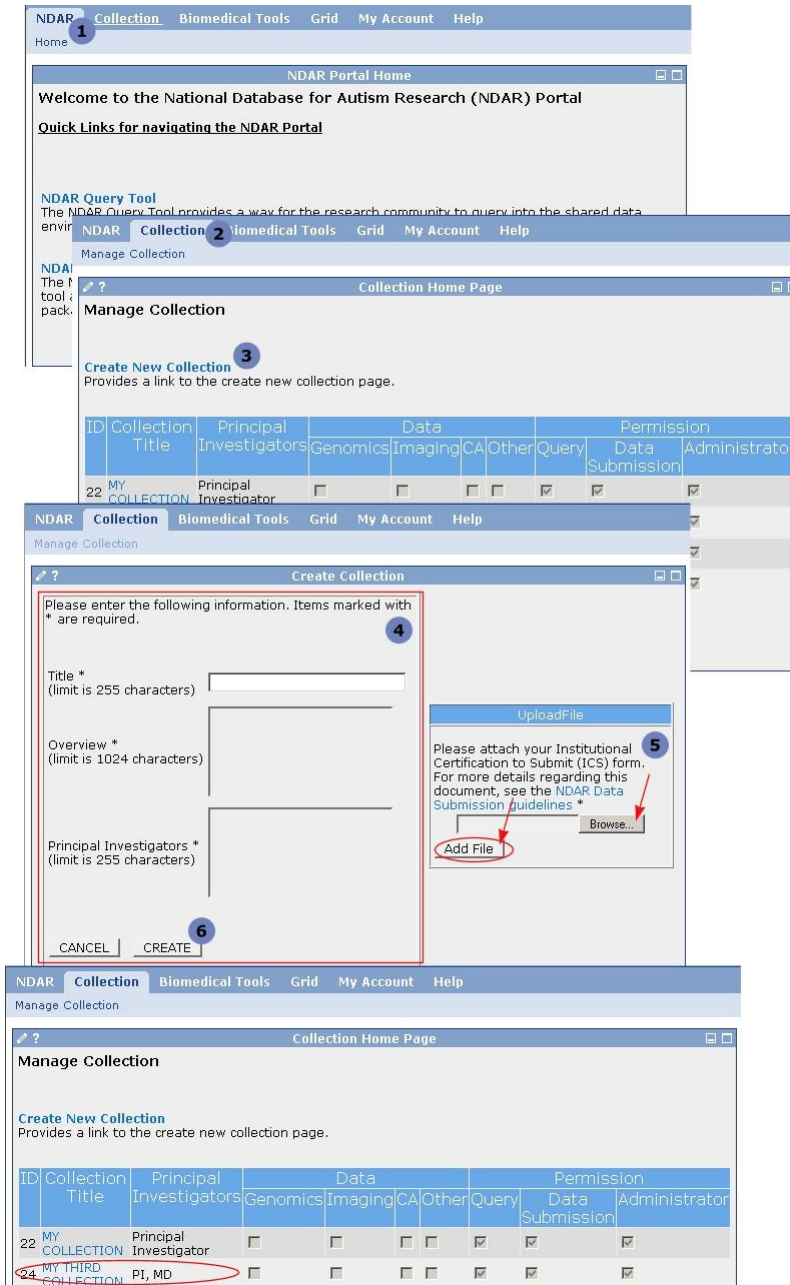 NDAR Collection Biomedical Tools Grid My Account Help
1
Home
NDAR Portal Home
Welcome to the National Database for Autism Research (NDAR) Portal
Quick Links for navigating the NDAR Portal
NDAR Query Tool
The NDAR Query Tool provides a way for the research community to query into the shared data
envir
NDA
The N
tool a
pack
NDAR Collection 2 Biomedical Tools Grid My Account Help
Manage Collection
? Collection Home Page
Manage Collection
3
Create New Collection
Provides a link to the create new collection page.
ID Collection Title Principal Investigators Data Permission
Genomics Imaging CA Other Query Data Submission Administrato
22 MY COLLECTION Principal Investigator
NDAR Collection Biomedical Tools Grid My Account Help
Manage Collection
? Create Collection
Please enter the following information. Items marked with
* are required.
4
Title *
(limit is 255 characters)
Overview *
(limit is 1024 characters)
Principal Investigators *
(limit is 255 characters)
6
CANCEL CREATE
UploadFile
5
Please attach your Institutional
Certification to Submit (ICS) form.
For more details regarding this
document, see the NDAR Data
Submission guidelines *
Browse...
Add File
NDAR Collection Biomedical Tools Grid My Account Help
Manage Collection
? Collection Home Page
Manage Collection
Create New Collection
Provides a link to the create new collection page.
ID Collection Title Principal Investigators Data Permission
Genomics Imaging CA Other Query Data Submission Administrator
22 MY COLLECTION Principal Investigator
24 MY THIRD COLLECTION PI, MD